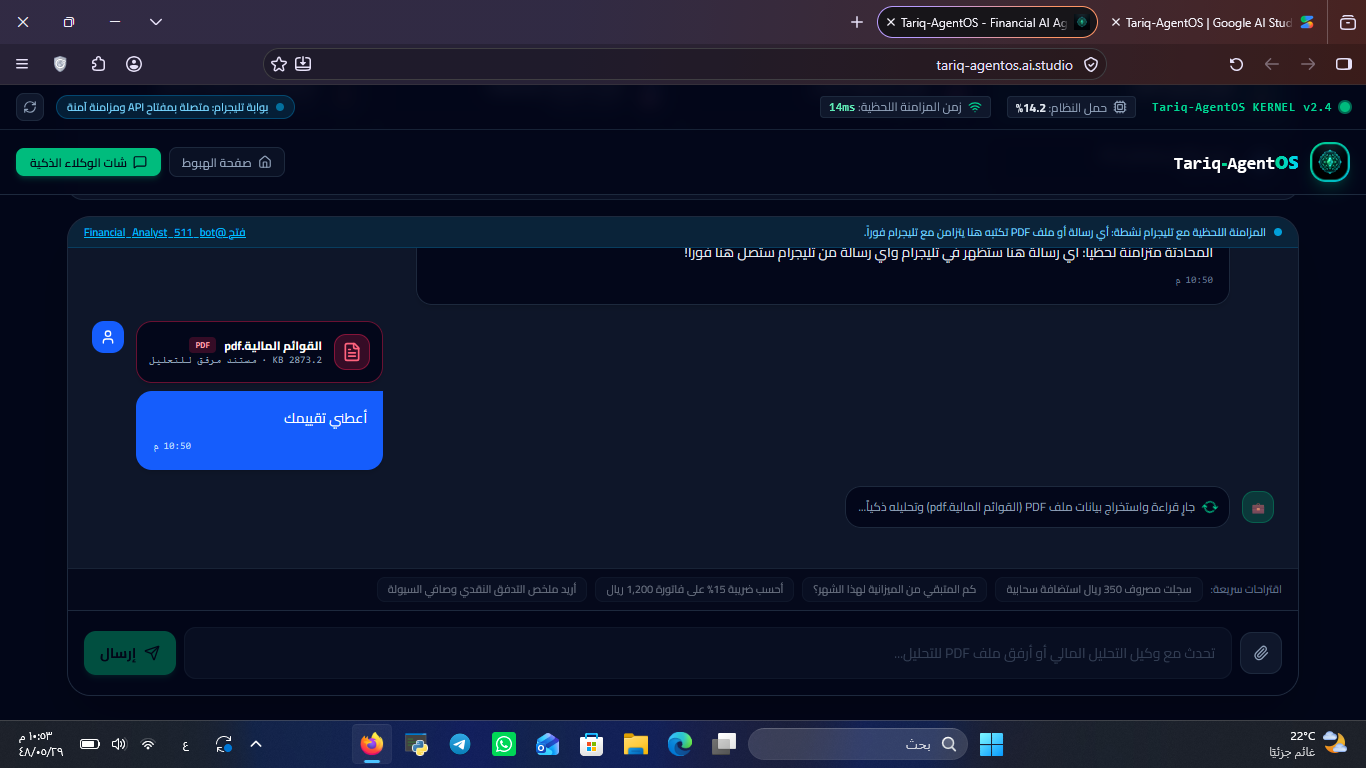 Tariq-AgentOS - Financial AI Ag
Tariq-AgentOS | Google AI Stud
tariq-agentos.ai.studio
Tariq-AgentOS KERNEL v2.4
حمل النظام: 14.2%
زمن المزامنة اللحظية: 14ms
بوابة تليجرام: متصلة بمفتاح API ومزامنة آمنة
Tariq-AgentOS
صفحة الهبوط
شات الوكلاء الذكية
المزامنة اللحظية مع تليجرام نشطة: أي رسالة أو ملف PDF تكتبه هنا يتزامن مع تليجرام فوراً.
فتح @Financial_Analyst_511_bot
المحادثة متزامنة لحظياً: أي رسالة هنا ستظهر في تليجرام وأي رسالة من تليجرام ستصل هنا فوراً!
10:50 م
القوائم المالية.pdf
PDF
2873.2 KB • مستند مرفق للتحليل
أعطني تقييمك
10:50 م
جارٍ قراءة واستخراج بيانات ملف PDF (القوائم المالية.pdf) وتحليله ذكياً...
اقتراحات سريعة:
سجلت مصروف 350 ريال استضافة سحابية
كم المتبقي من الميزانية لهذا الشهر؟
أحسب ضريبة 15% على فاتورة 1,200 ريال
أريد ملخص التدفق النقدي وصافي السيولة
تحدث مع وكيل التحليل المالي أو أرفق ملف PDF للتحليل...
إرسال
22°C
غائم جزئيًا
بحث
ع
١٠:٥٣ م
٤٨/٠٥/٢٩